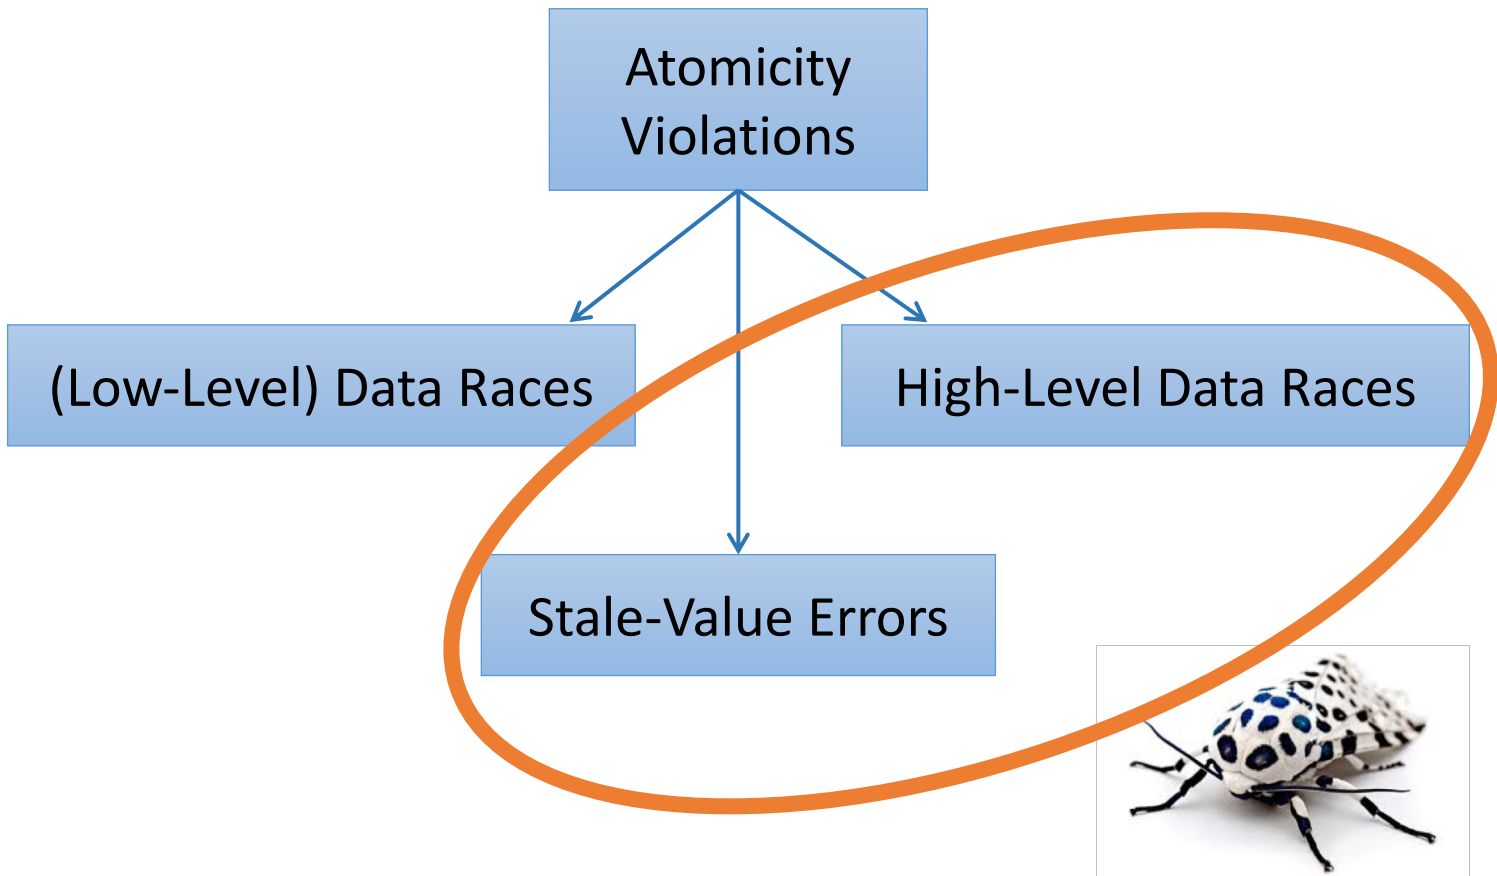 Atomicity
Violations
(Low-Level) Data Races
High-Level Data Races
Stale-Value Errors